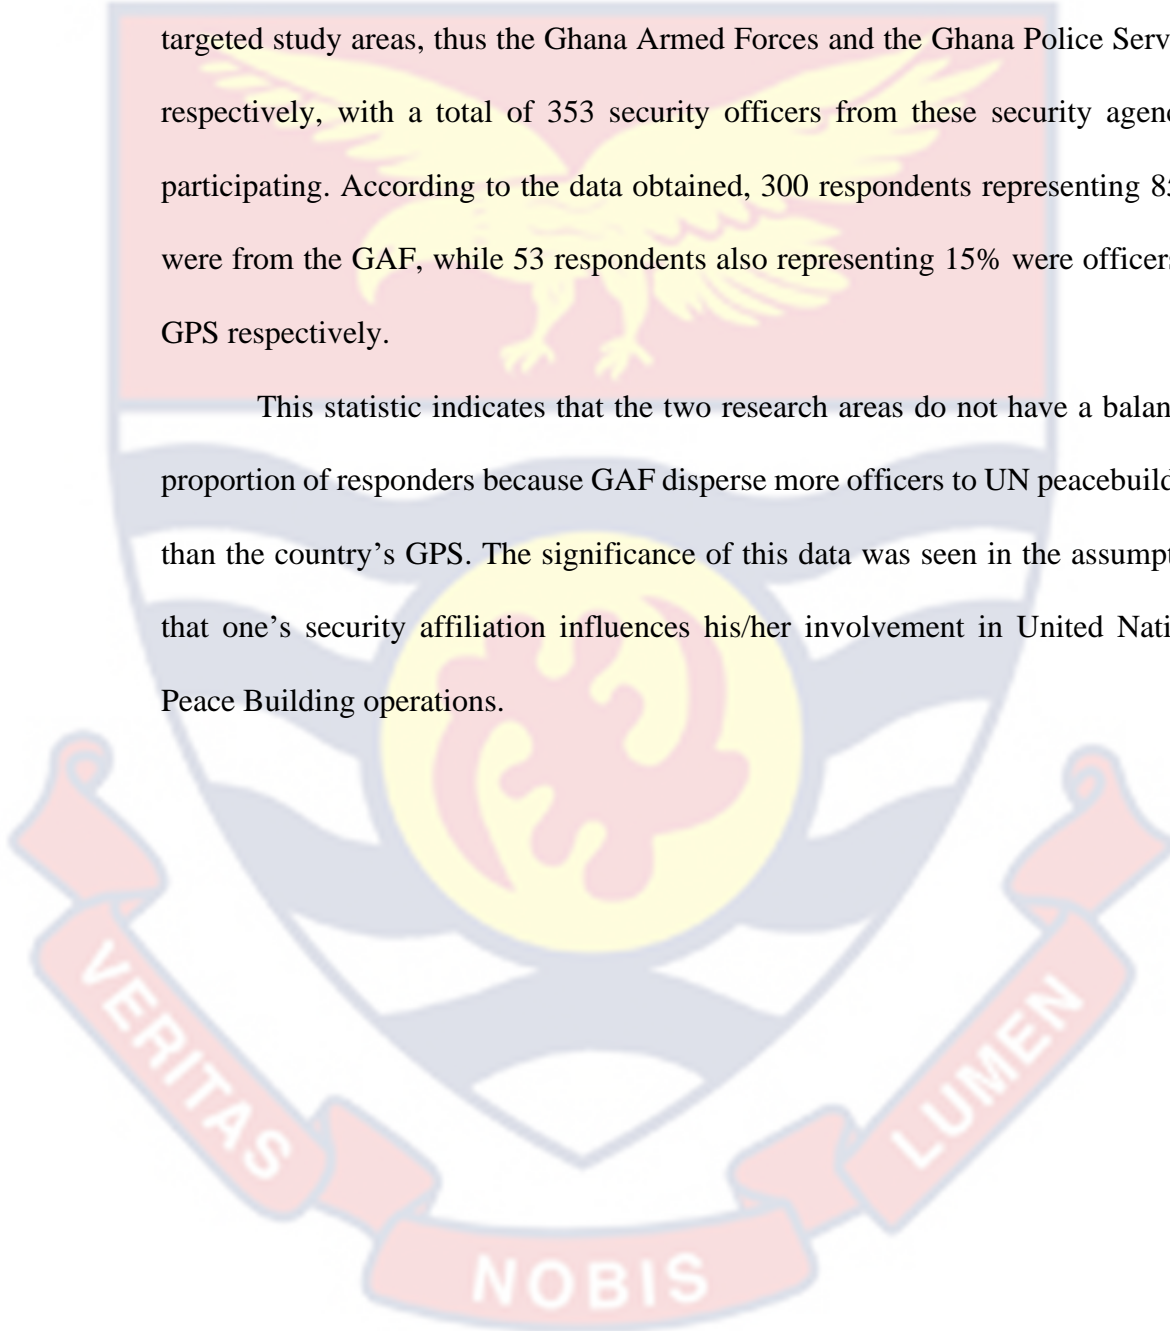 targeted study areas, thus the Ghana Armed Forces and the Ghana Police Serv
respectively, with a total of 353 security officers from these security agenc
participating. According to the data obtained, 300 respondents representing 85
were from the GAF, while 53 respondents also representing 15% were officers
GPS respectively.
This statistic indicates that the two research areas do not have a balan
proportion of responders because GAF disperse more officers to UN peacebuild
than the country’s GPS. The significance of this data was seen in the assumpt
that one’s security affiliation influences his/her involvement in United Nati
Peace Building operations.
VERITAS
NOBIS
LUMEN